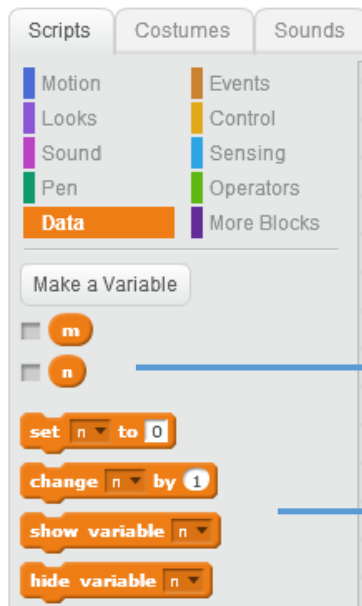 Scripts Costumes Sounds
Motion Events
Looks Control
Sound Sensing
Pen Operators
Data More Blocks
Make a Variable
m
n
set n to 0
change n by 1
show variable n
hide variable n